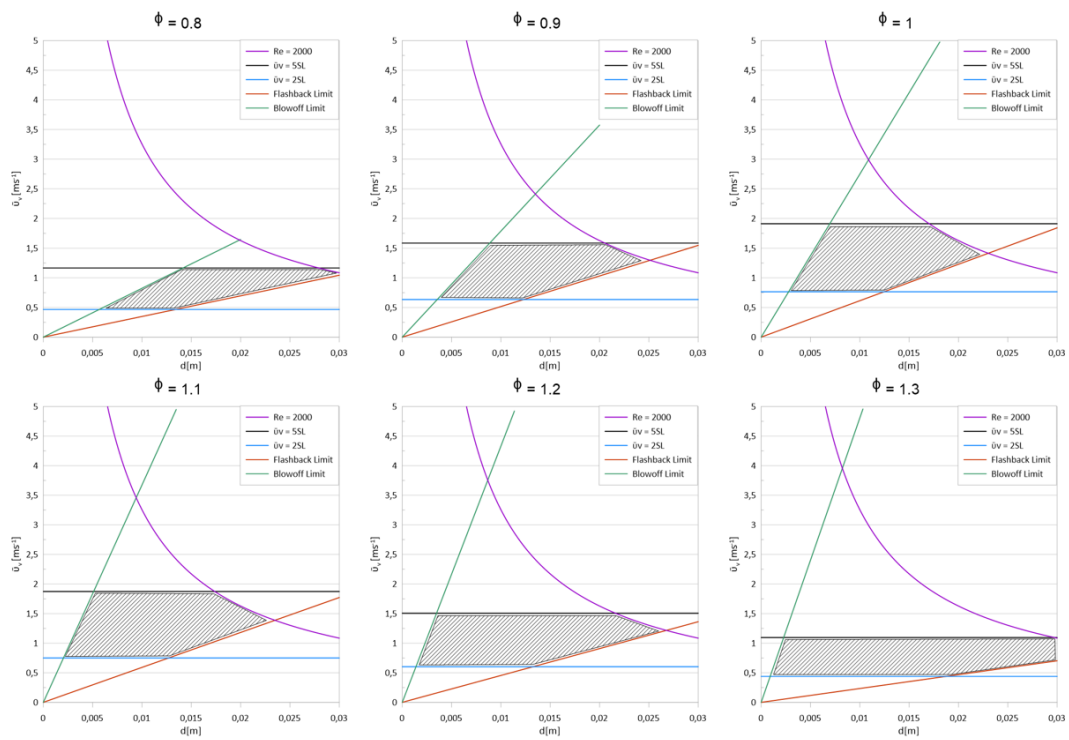 ϕ = 0.8
5
4,5
4
3,5
3
2,5
2
1,5
1
0,5
0
ūv[ms-1]
0
0,005
0,01
0,015
0,02
0,025
0,03
d[m]
Re = 2000
ūv = 5SL
ūv = 2SL
Flashback Limit
Blowoff Limit
ϕ = 0.9
5
4,5
4
3,5
3
2,5
2
1,5
1
0,5
0
ūv[ms-1]
0
0,005
0,01
0,015
0,02
0,025
0,03
d[m]
Re = 2000
ūv = 5SL
ūv = 2SL
Flashback Limit
Blowoff Limit
ϕ = 1
5
4,5
4
3,5
3
2,5
2
1,5
1
0,5
0
ūv[ms-1]
0
0,005
0,01
0,015
0,02
0,025
0,03
d[m]
Re = 2000
ūv = 5SL
ūv = 2SL
Flashback Limit
Blowoff Limit
ϕ = 1.1
5
4,5
4
3,5
3
2,5
2
1,5
1
0,5
0
ūv[ms-1]
0
0,005
0,01
0,015
0,02
0,025
0,03
d[m]
Re = 2000
ūv = 5SL
ūv = 2SL
Flashback Limit
Blowoff Limit
ϕ = 1.2
5
4,5
4
3,5
3
2,5
2
1,5
1
0,5
0
ūv[ms-1]
0
0,005
0,01
0,015
0,02
0,025
0,03
d[m]
Re = 2000
ūv = 5SL
ūv = 2SL
Flashback Limit
Blowoff Limit
ϕ = 1.3
5
4,5
4
3,5
3
2,5
2
1,5
1
0,5
0
ūv[ms-1]
0
0,005
0,01
0,015
0,02
0,025
0,03
d[m]
Re = 2000
ūv = 5SL
ūv = 2SL
Flashback Limit
Blowoff Limit